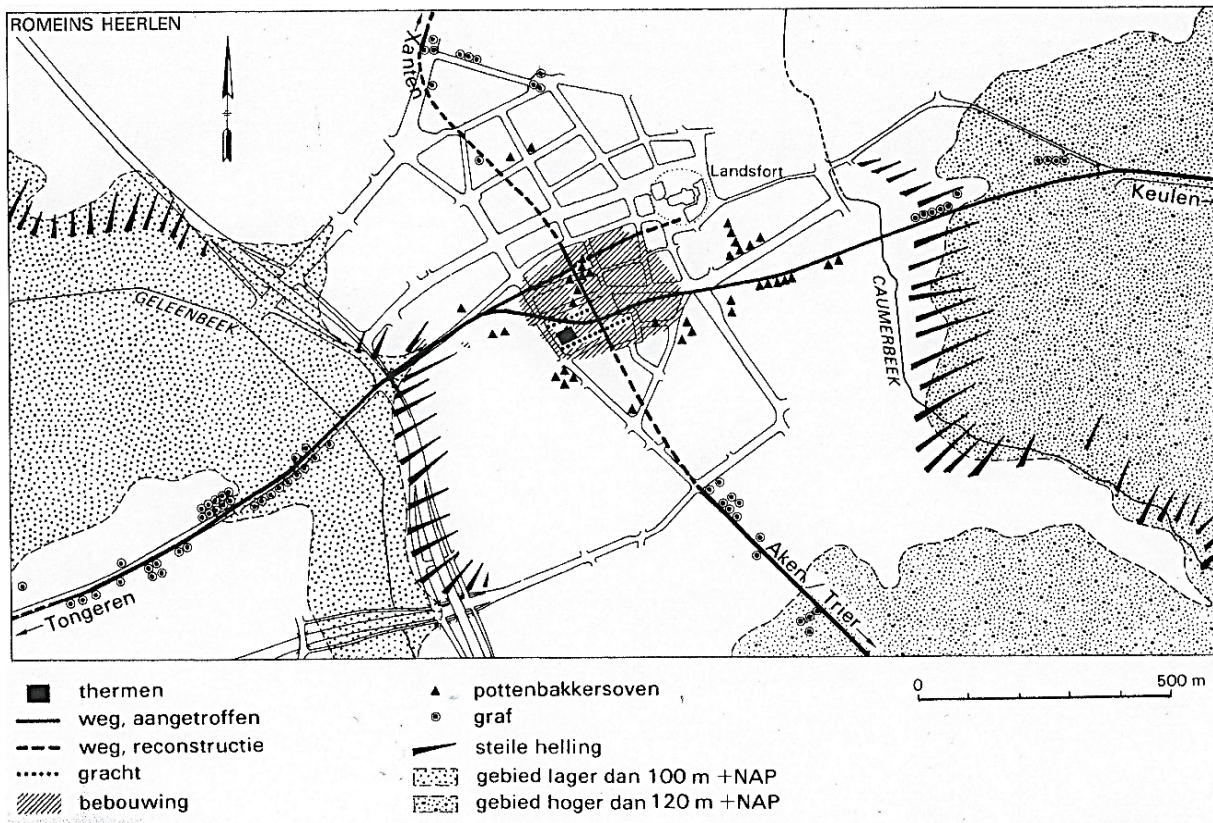 ROMEINS HEERLEN
Xanten
Landsfort
Keulen
GELEENBEEK
CAUMERBEEK
Tongeren
Aken
Trier
thermen
weg, aangetroffen
weg, reconstructie
gracht
bebouwing
pottenbakkersoven
graf
steile helling
gebied lager dan 100 m +NAP
gebied hoger dan 120 m +NAP
0 500 m